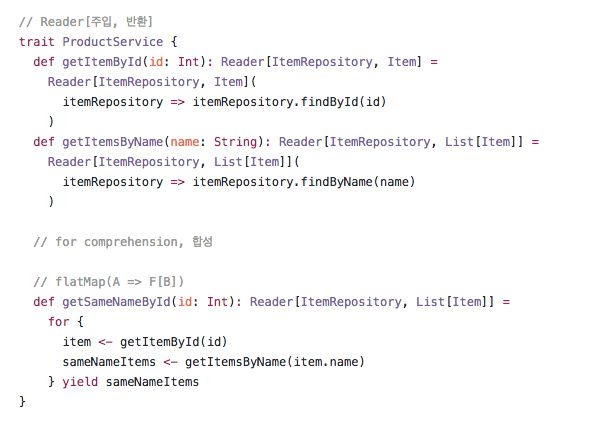 // Reader[주입, 반환]
trait ProductService {
  def getItemById(id: Int): Reader[ItemRepository, Item] =
    Reader[ItemRepository, Item](
      itemRepository => itemRepository.findById(id)
    )
  def getItemsByName(name: String): Reader[ItemRepository, List[Item]] =
    Reader[ItemRepository, List[Item]](
      itemRepository => itemRepository.findByName(name)
    )
  // for comprehension, 합성
  // flatMap(A => F[B])
  def getSameNameById(id: Int): Reader[ItemRepository, List[Item]] =
    for {
      item <- getItemById(id)
      sameNameItems <- getItemsByName(item.name)
    } yield sameNameItems
}